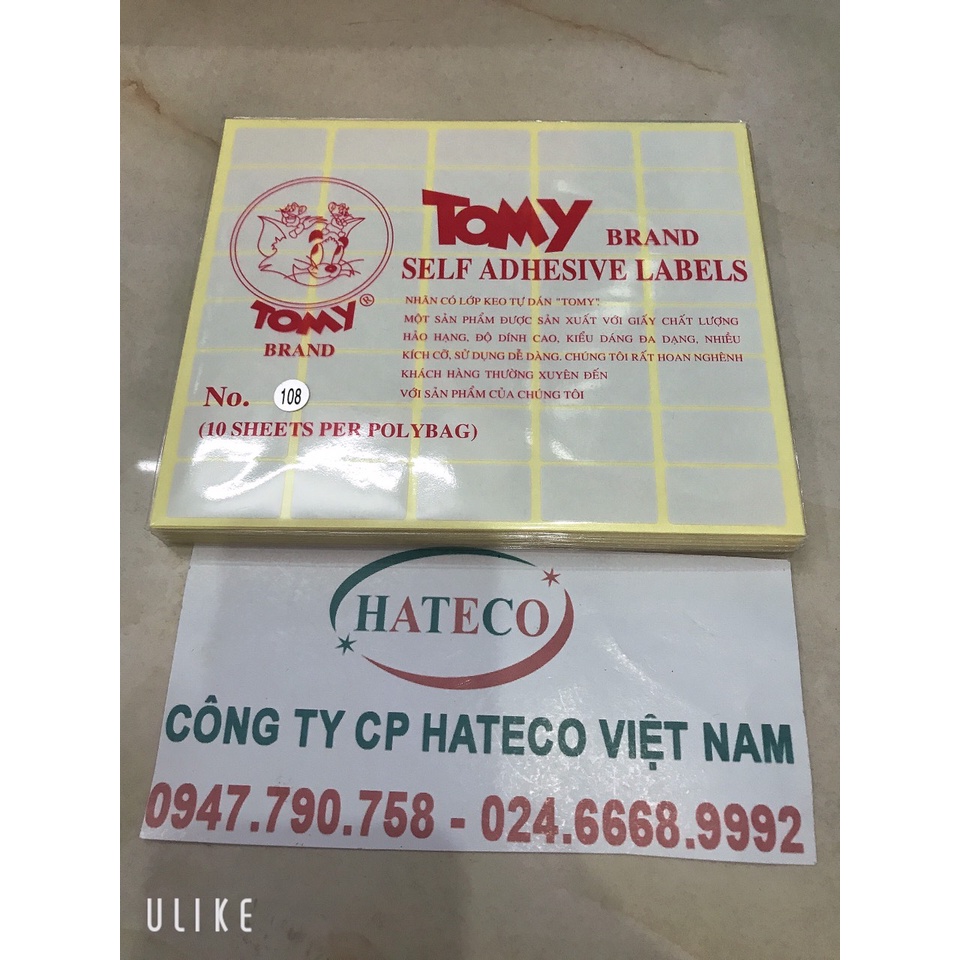 TOMY BRAND
SELF ADHESIVE LABELS
TOMY ®
BRAND
NHÃN CÓ LỚP KEO TỰ DÁN "TOMY".
MỘT SẢN PHẨM ĐƯỢC SẢN XUẤT VỚI GIẤY CHẤT LƯỢNG
HẢO HẠNG, ĐỘ DÍNH CAO, KIỂU DÁNG ĐA DẠNG, NHIỀU
KÍCH CỠ, SỬ DỤNG DỄ DÀNG. CHÚNG TÔI RẤT HOAN NGHÊNH
KHÁCH HÀNG THƯỜNG XUYÊN ĐẾN
VỚI SẢN PHẨM CỦA CHÚNG TÔI
No. 108
(10 SHEETS PER POLYBAG)
HATECO
CÔNG TY CP HATECO VIỆT NAM
0947.790.758 - 024.6668.9992
ULIKE